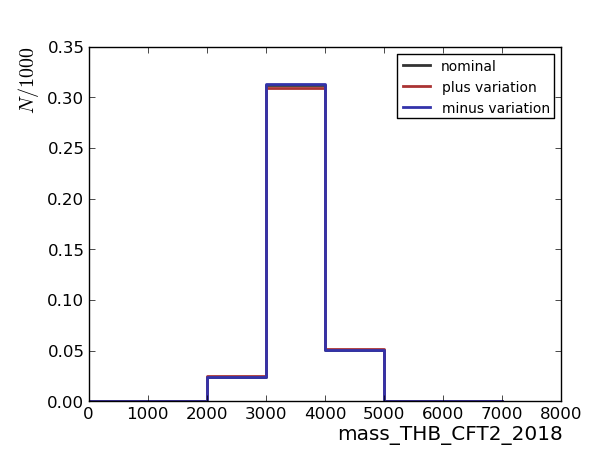 N/1000
0.35
0.30
0.25
0.20
0.15
0.10
0.05
0.00
nominal
plus variation
minus variation
0 1000 2000 3000 4000 5000 6000 7000 8000
mass_THB_CFT2_2018